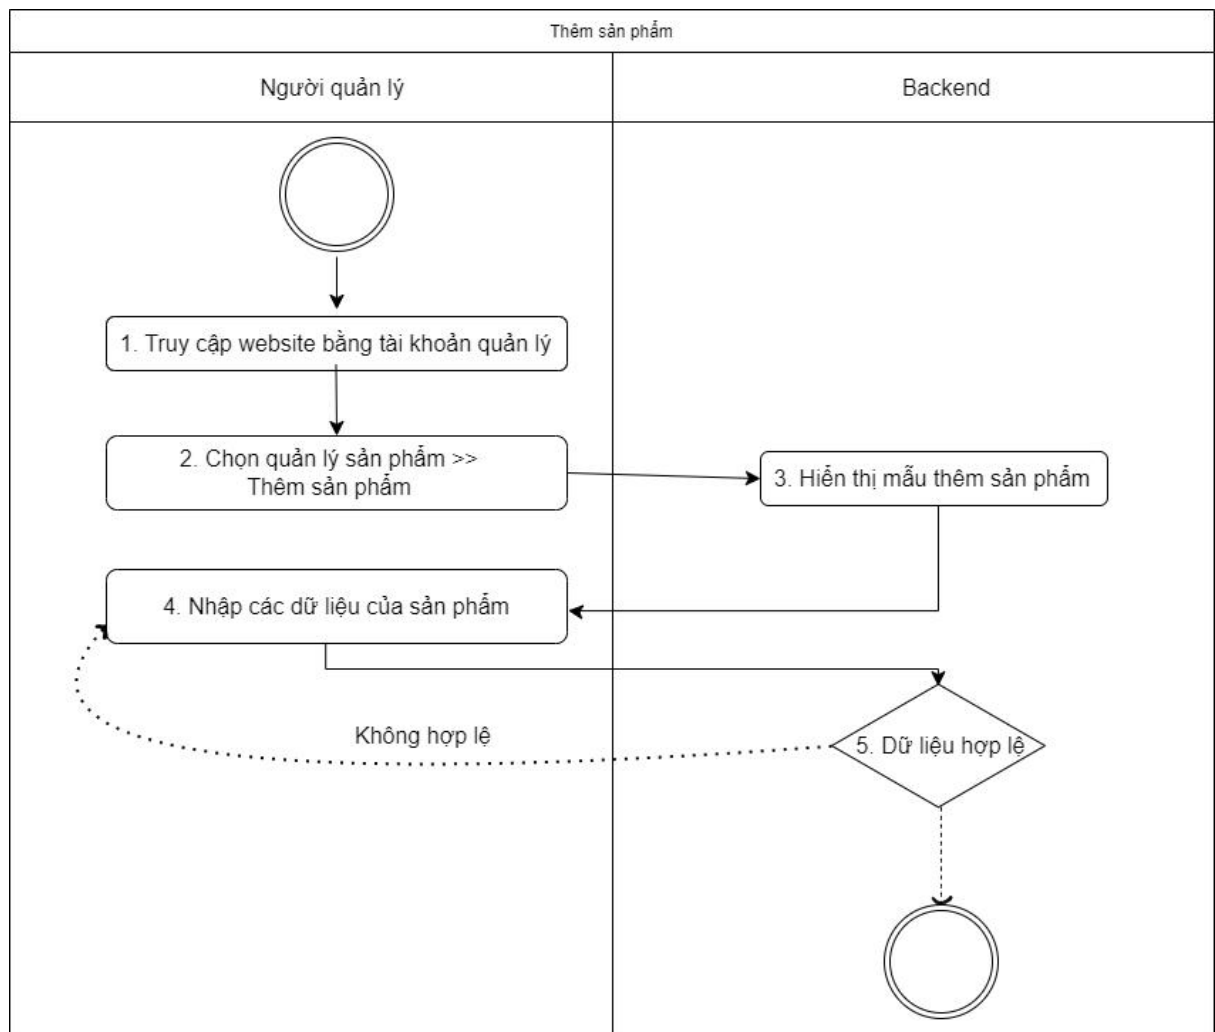 Thêm sản phẩm
Người quản lý
Backend
1. Truy cập website bằng tài khoản quản lý
2. Chọn quản lý sản phẩm >>
Thêm sản phẩm
3. Hiển thị mẫu thêm sản phẩm
4. Nhập các dữ liệu của sản phẩm
Không hợp lệ
5. Dữ liệu hợp lệ